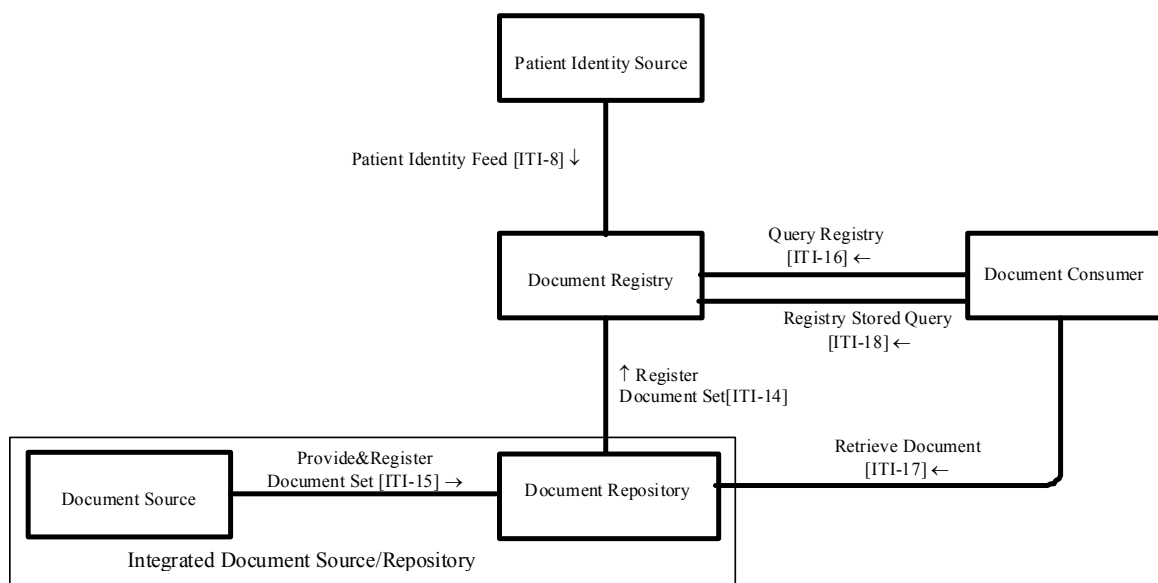 Patient Identity Source
Patient Identity Feed [ITI-8] ↓
Query Registry
[ITI-16] ←
Document Registry
Document Consumer
Registry Stored Query
[ITI-18] ←
↑ Register
Document Set[ITI-14]
Provide&Register
Document Set [ITI-15] →
Retrieve Document
[ITI-17] ←
Document Source
Document Repository
Integrated Document Source/Repository